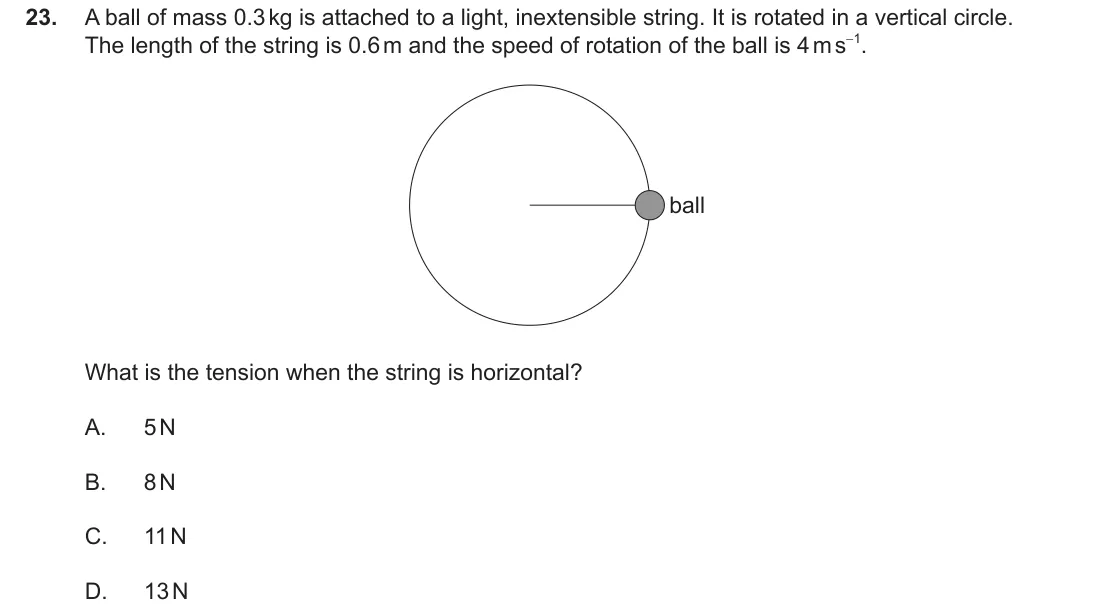 23. A ball of mass 0.3 kg is attached to a light, inextensible string. It is rotated in a vertical circle.
The length of the string is 0.6 m and the speed of rotation of the ball is 4 m s⁻¹.
ball
What is the tension when the string is horizontal?
A. 5 N
B. 8 N
C. 11 N
D. 13 N